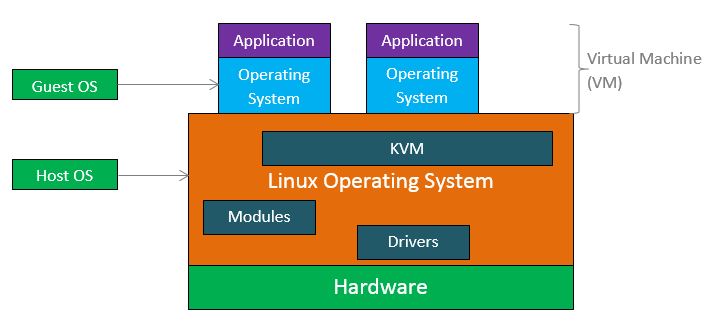 Application
Application
Virtual Machine
(VM)
Guest OS
Operating
System
Operating
System
KVM
Host OS
Linux Operating System
Modules
Drivers
Hardware